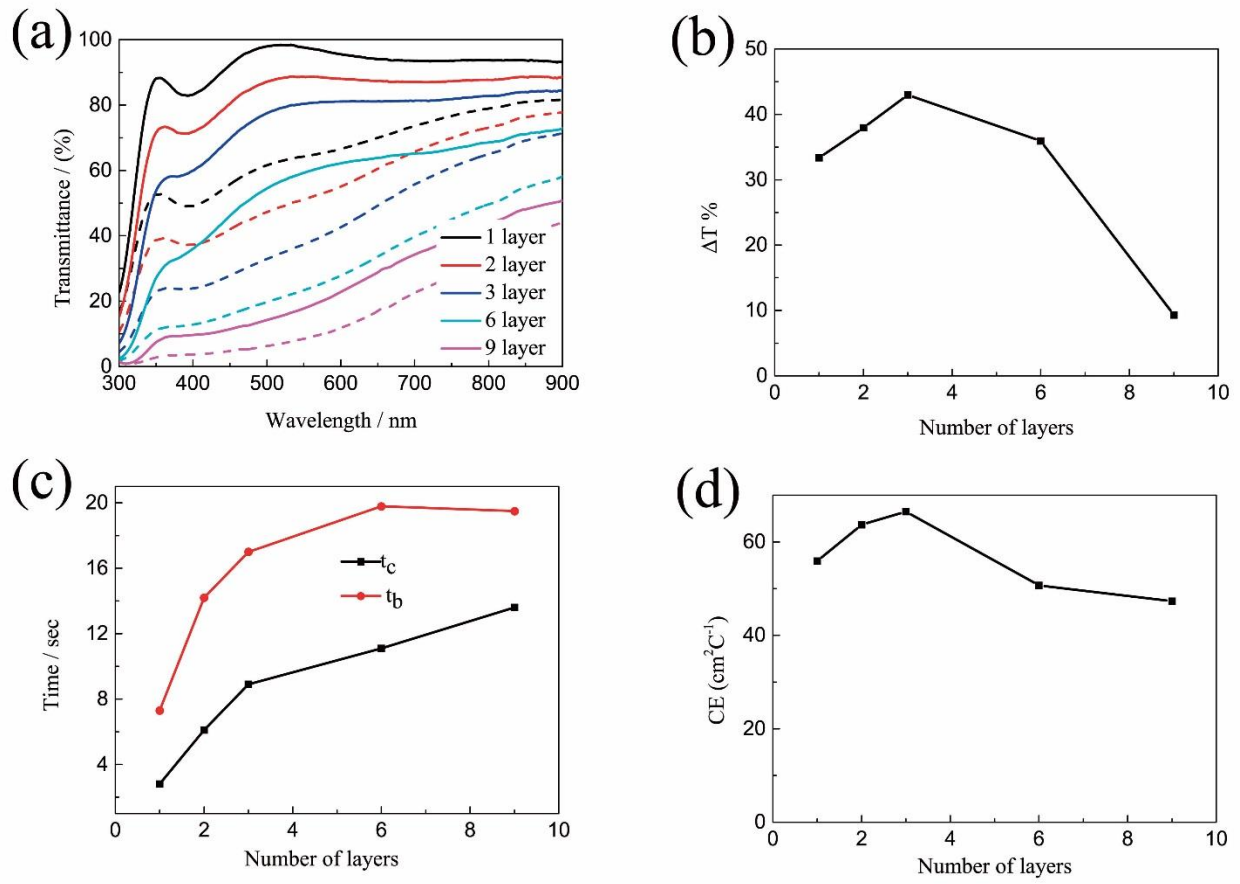 (a)
100
80
60
40
20
0
300 400 500 600 700 800 900
Transmittance / (%)
Wavelength / nm
1 layer
2 layer
3 layer
6 layer
9 layer
(b)
50
40
30
20
10
0
0 2 4 6 8 10
ΔT %
Number of layers
(c)
20
16
12
8
4
0 2 4 6 8 10
Time / sec
tc
tb
Number of layers
(d)
60
40
20
0
0 2 4 6 8 10
CE (cm²C⁻¹)
Number of layers